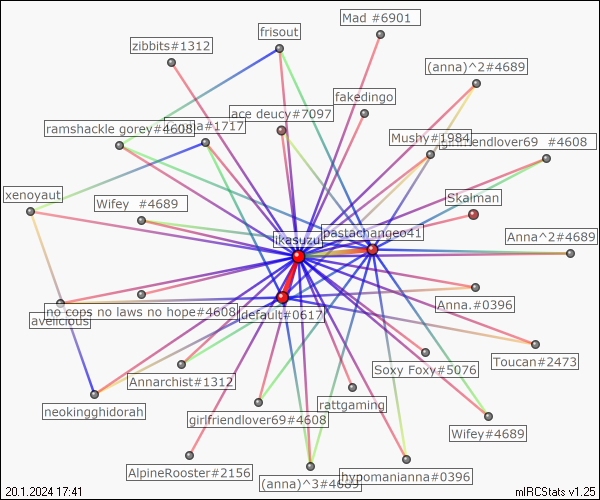 Mad #6901
frisout
zibbits#1312
(anna)^2#4689
fakedingo
ace deucy#7097
ramshackle gorey#4608
#1717
Mushy#1984
#4608
xenoyaut
Skalman
Wifey #4689
pastachangeo41
ikasuzui
Anna^2#4689
Anna.#0396
no cops no laws no hope#4608
default#0617
avelicious
Toucan#2473
Soxy Foxy#5076
Annarchist#1312
rattgaming
neokingghidorah
girlfriendlover69#4608
Wifey#4689
AlpineRooster#2156
hypomanianna#0396
(anna)^3#4689
20.1.2024 17:41
mIRCStats v1.25